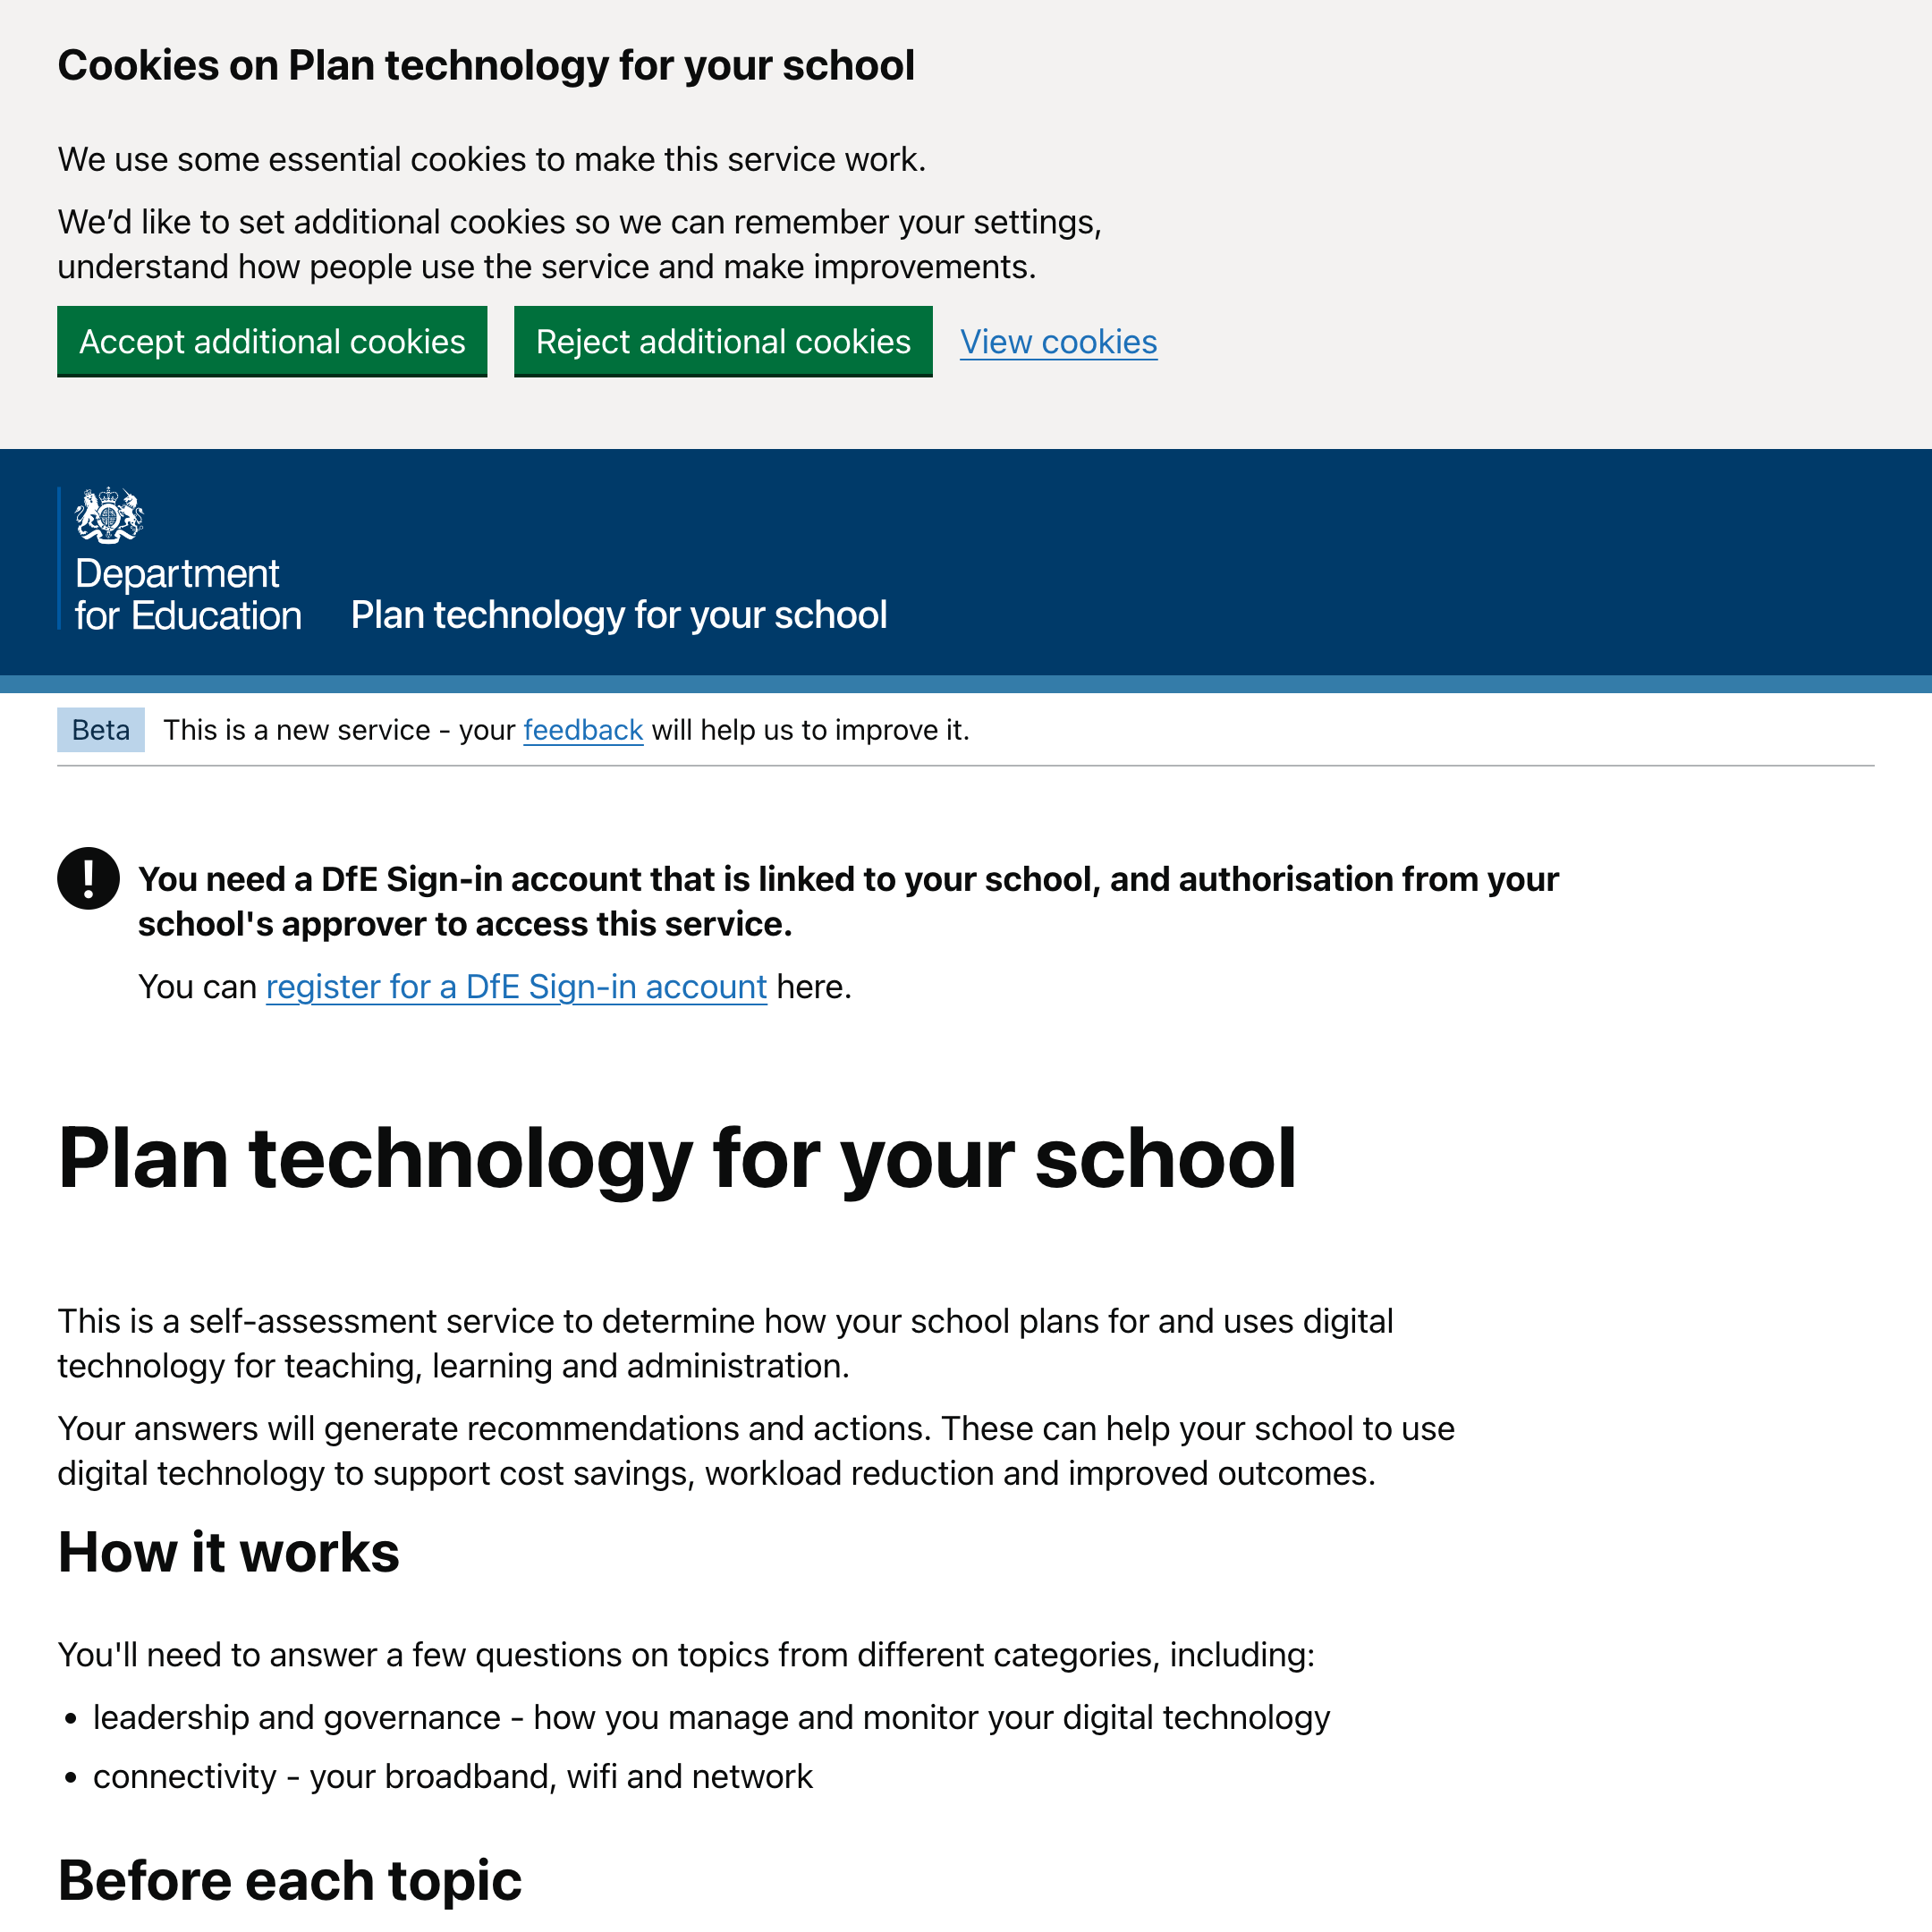 Cookies on Plan technology for your school
We use some essential cookies to make this service work.
We’d like to set additional cookies so we can remember your settings,
understand how people use the service and make improvements.
Accept additional cookies
Reject additional cookies
View cookies
Department
for Education
Plan technology for your school
Beta
This is a new service - your feedback will help us to improve it.
You need a DfE Sign-in account that is linked to your school, and authorisation from your
school's approver to access this service.
You can register for a DfE Sign-in account here.
Plan technology for your school
This is a self-assessment service to determine how your school plans for and uses digital
technology for teaching, learning and administration.
Your answers will generate recommendations and actions. These can help your school to use
digital technology to support cost savings, workload reduction and improved outcomes.
How it works
You'll need to answer a few questions on topics from different categories, including:
• leadership and governance - how you manage and monitor your digital technology
• connectivity - your broadband, wifi and network
Before each topic